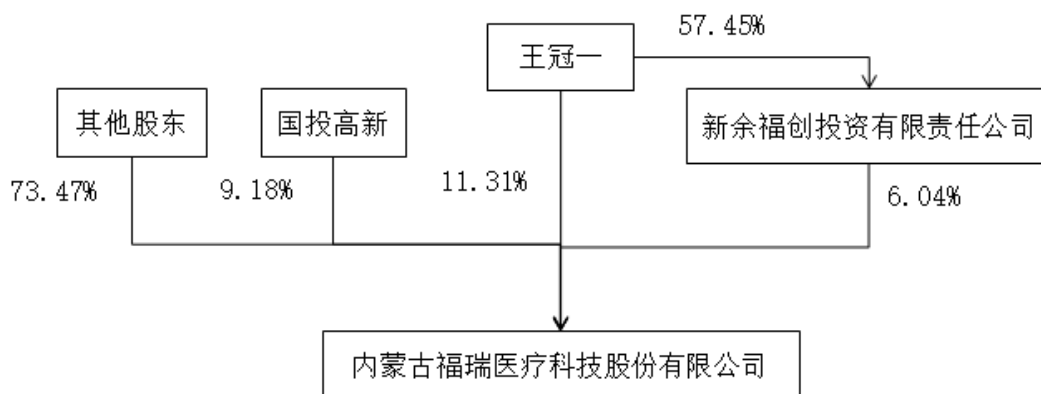 57.45%
王冠一
其他股东
国投高新
新余福创投资有限责任公司
73.47%
9.18%
11.31%
6.04%
内蒙古福瑞医疗科技股份有限公司